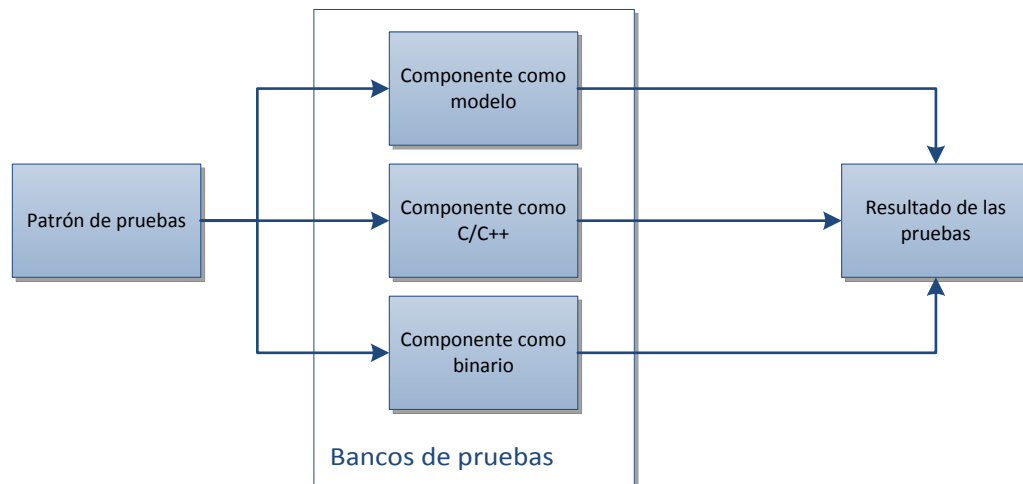 Componente como
modelo
Patrón de pruebas
Componente como
C/C++
Resultado de las
pruebas
Componente como
binario
Bancos de pruebas